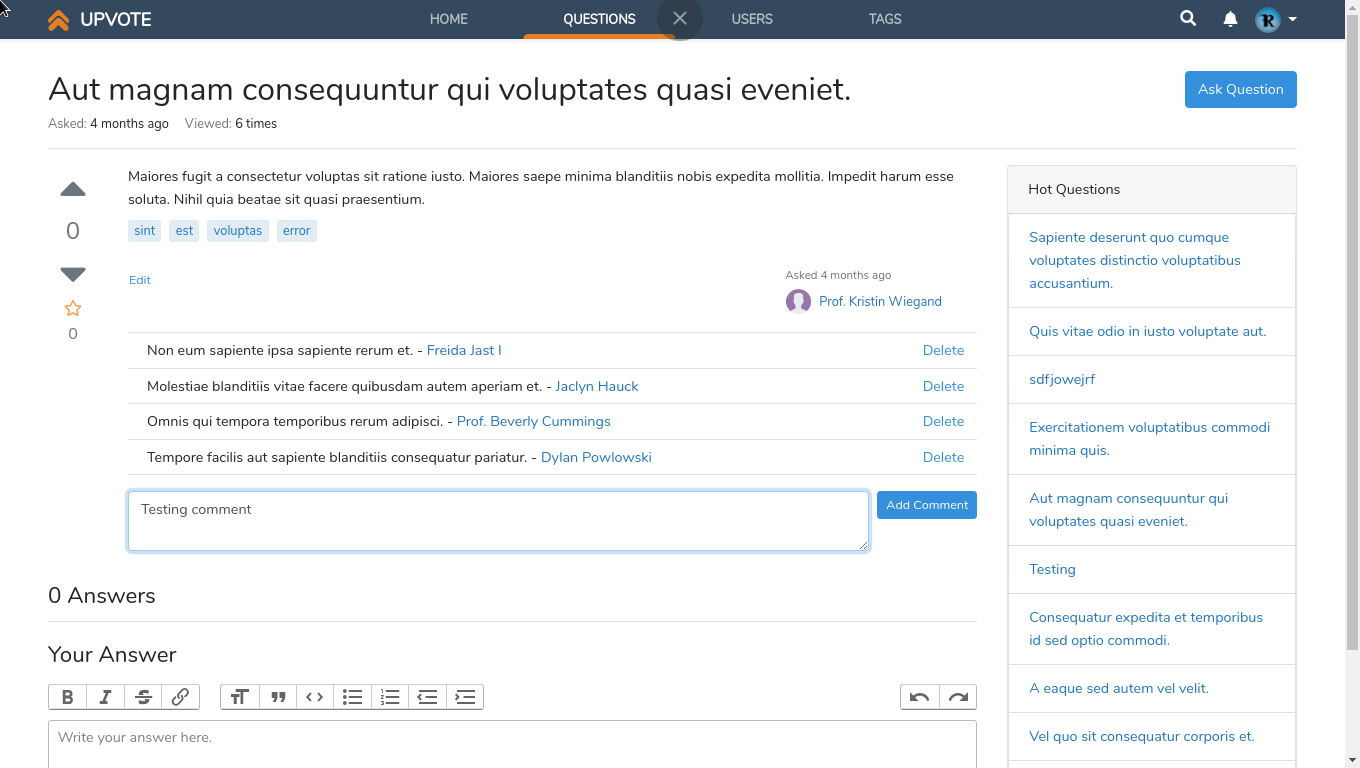 UPVOTE HOME QUESTIONS USERS TAGS
Aut magnam consequuntur qui voluptates quasi eveniet.
Ask Question
Asked: 4 months ago Viewed: 6 times
Maiores fugit a consectetur voluptas sit ratione iusto. Maiores saepe minima blanditiis nobis expedita mollitia. Impedit harum esse
soluta. Nihil quia beatae sit quasi praesentium.
0
sint est voluptas error
Edit
Asked 4 months ago
Prof. Kristin Wiegand
0
Non eum sapiente ipsa sapiente rerum et. - Freida Jast I Delete
Molestiae blanditiis vitae facere quibusdam autem aperiam et. - Jaclyn Hauck Delete
Omnis qui tempora temporibus rerum adipisci. - Prof. Beverly Cummings Delete
Tempore facilis aut sapiente blanditiis consequatur pariatur. - Dylan Powlowski Delete
Testing comment
Add Comment
0 Answers
Your Answer
Write your answer here.
Hot Questions
Sapiente deserunt quo cumque
voluptates distinctio voluptatibus
accusantium.
Quis vitae odio in iusto voluptate aut.
sdfjowejrf
Exercitationem voluptatibus commodi
minima quis.
Aut magnam consequuntur qui
voluptates quasi eveniet.
Testing
Consequatur expedita et temporibus
id sed optio commodi.
A eaque sed autem vel velit.
Vel quo sit consequatur corporis et.